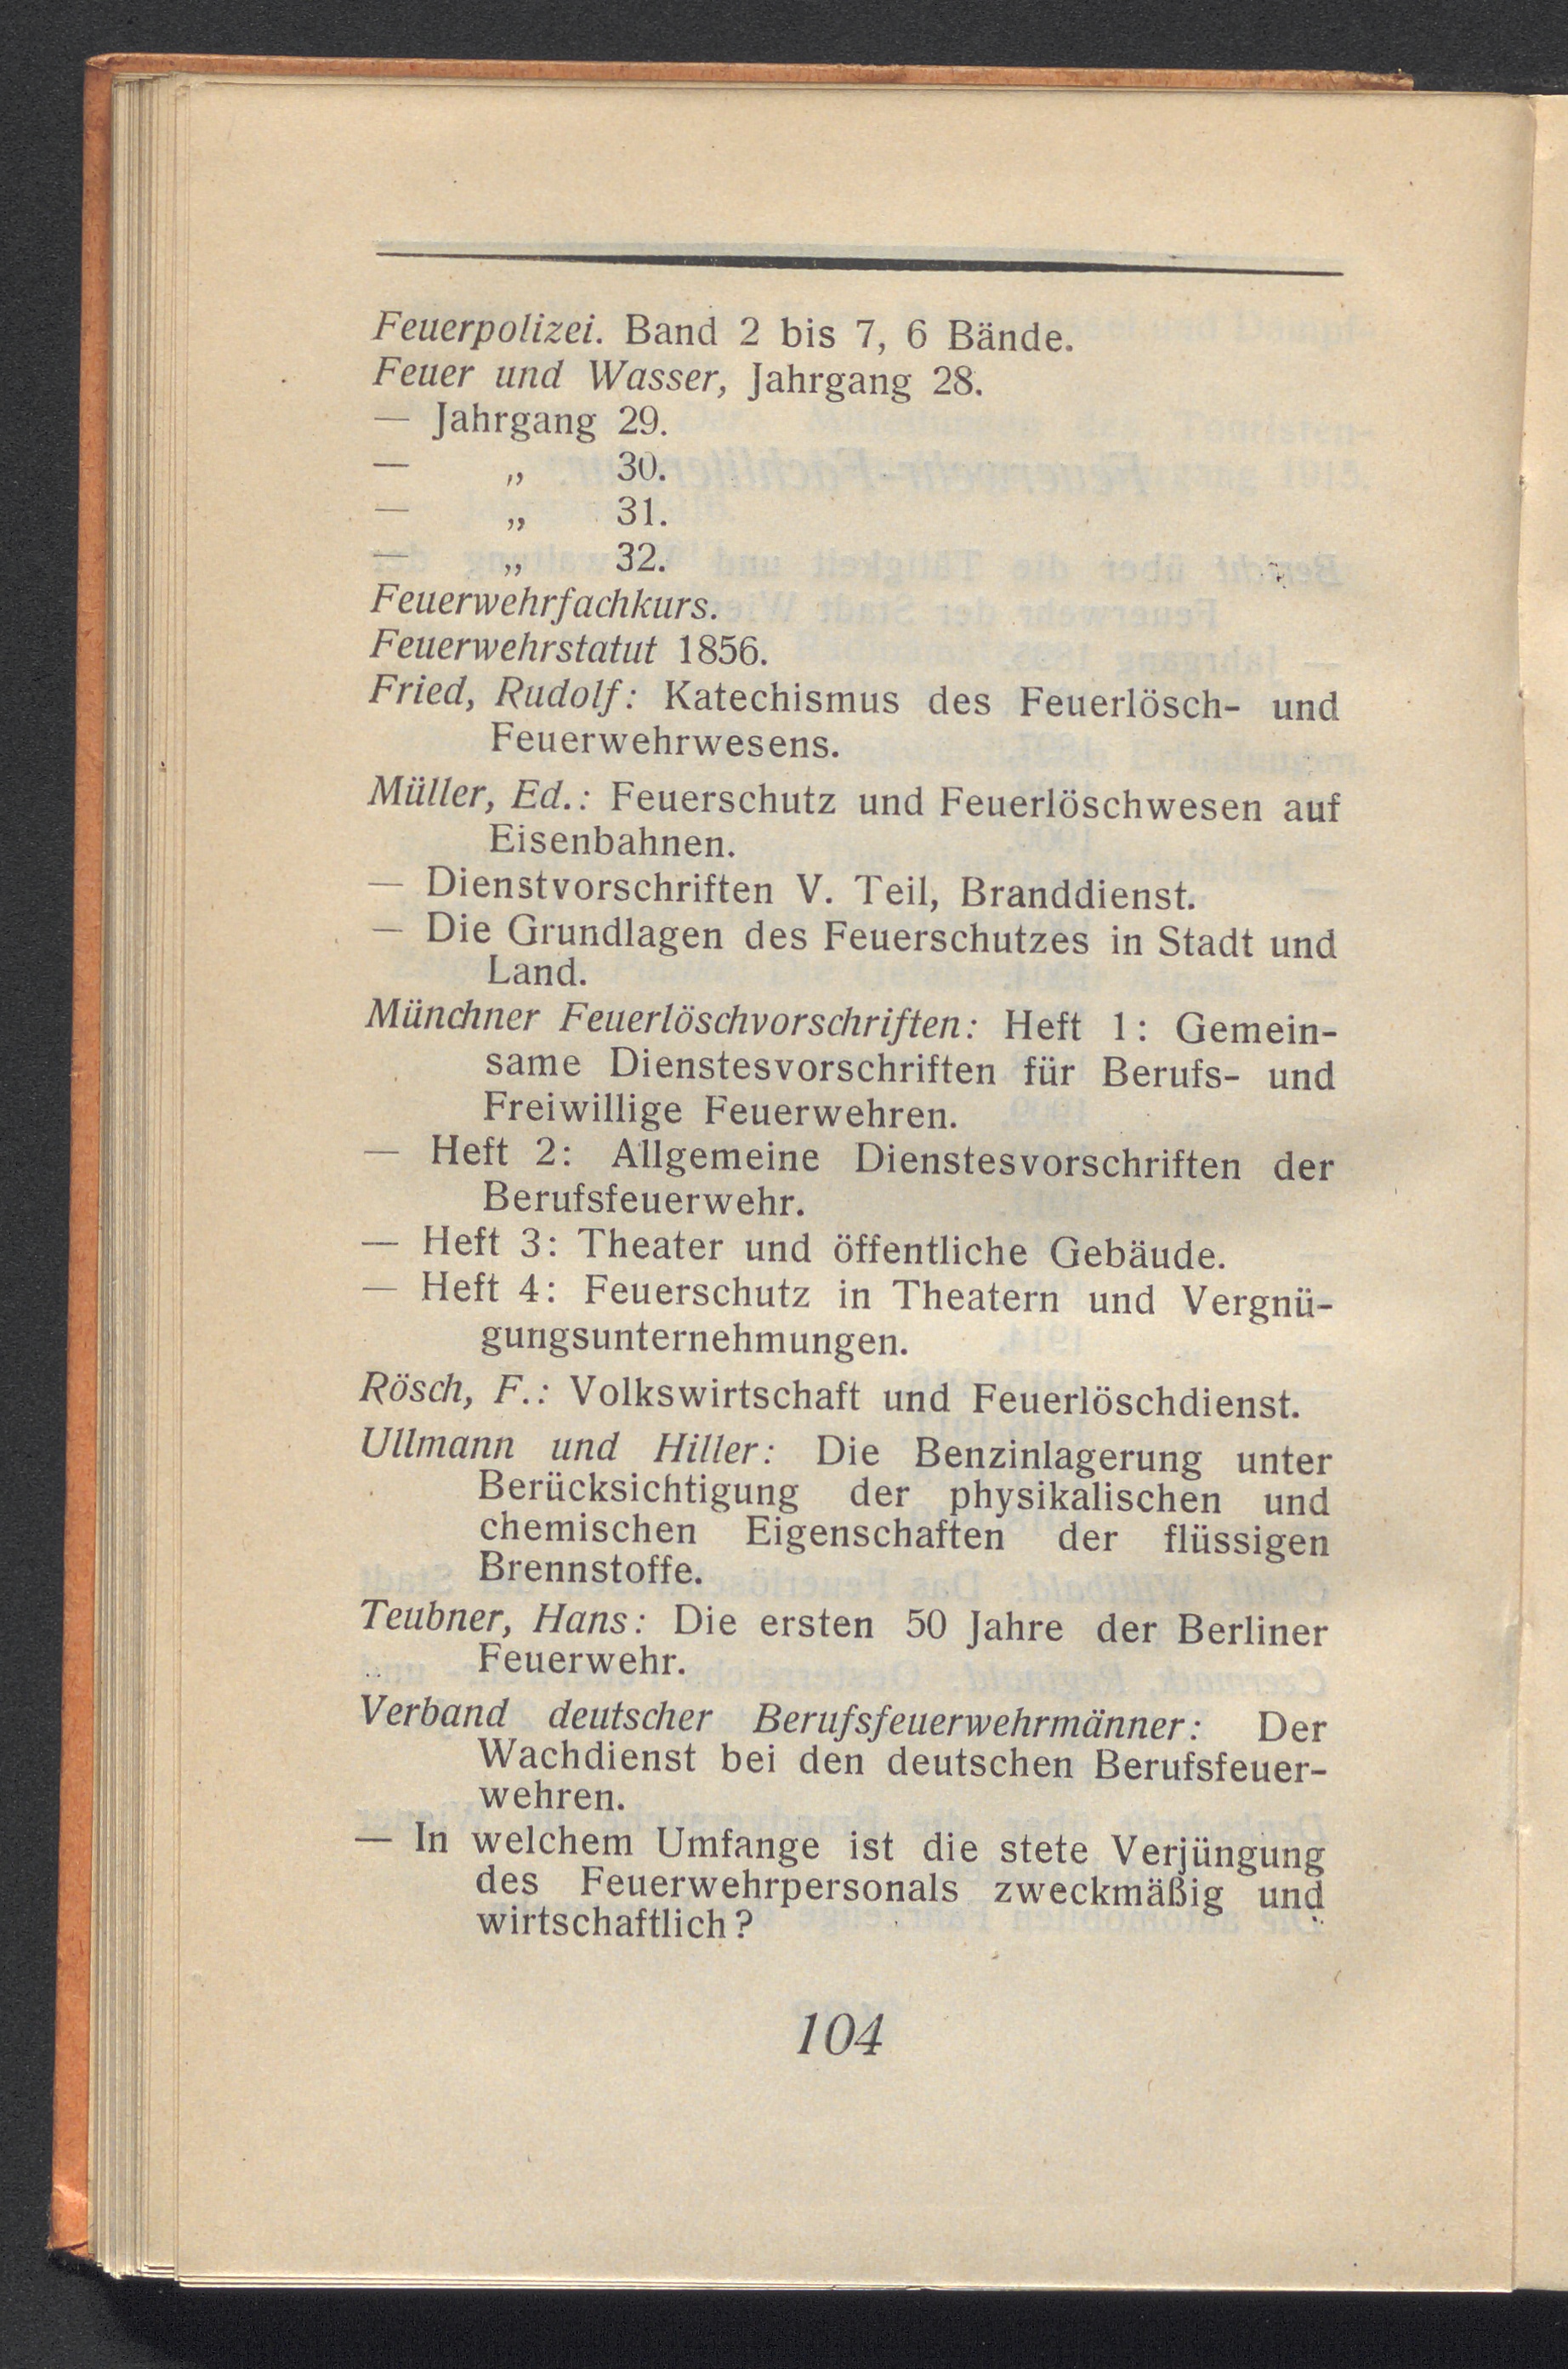 Feuerpolizei. Band 2 bis 7, 6 Bände.
Feuer und Wasser, Jahrgang 28.
— Jahrgang 29.
— „ 30.
— „ 31.
— „ 32.
Feuerwehrfachkurs.
Feuerwehrstatut 1856.
Fried, Rudolf: Katechismus des Feuerlösch- und
Feuerwehrwesens.
Müller, Ed.: Feuerschutz und Feuerlöschwesen auf
Eisenbahnen.
— Dienstvorschriften V. Teil, Branddienst.
— Die Grundlagen des Feuerschutzes in Stadt und
Land.
Münchner Feuerlöschvorschriften: Heft 1: Gemein-
same Dienstesvorschriften für Berufs- und
Freiwillige Feuerwehren.
— Heft 2: Allgemeine Dienstesvorschriften der
Berufsfeuerwehr.
— Heft 3: Theater und öffentliche Gebäude.
— Heft 4: Feuerschutz in Theatern und Vergnü-
gungsunternehmungen.
Rösch, F.: Volkswirtschaft und Feuerlöschdienst.
Ullmann und Hiller: Die Benzinlagerung unter
Berücksichtigung der physikalischen und
chemischen Eigenschaften der flüssigen
Brennstoffe.
Teubner, Hans: Die ersten 50 Jahre der Berliner
Feuerwehr.
Verband deutscher Berufsfeuerwehrmänner: Der
Wachdienst bei den deutschen Berufsfeuer-
wehren.
— In welchem Umfange ist die stete Verjüngung
des Feuerwehrpersonals zweckmäßig und
wirtschaftlich?
104